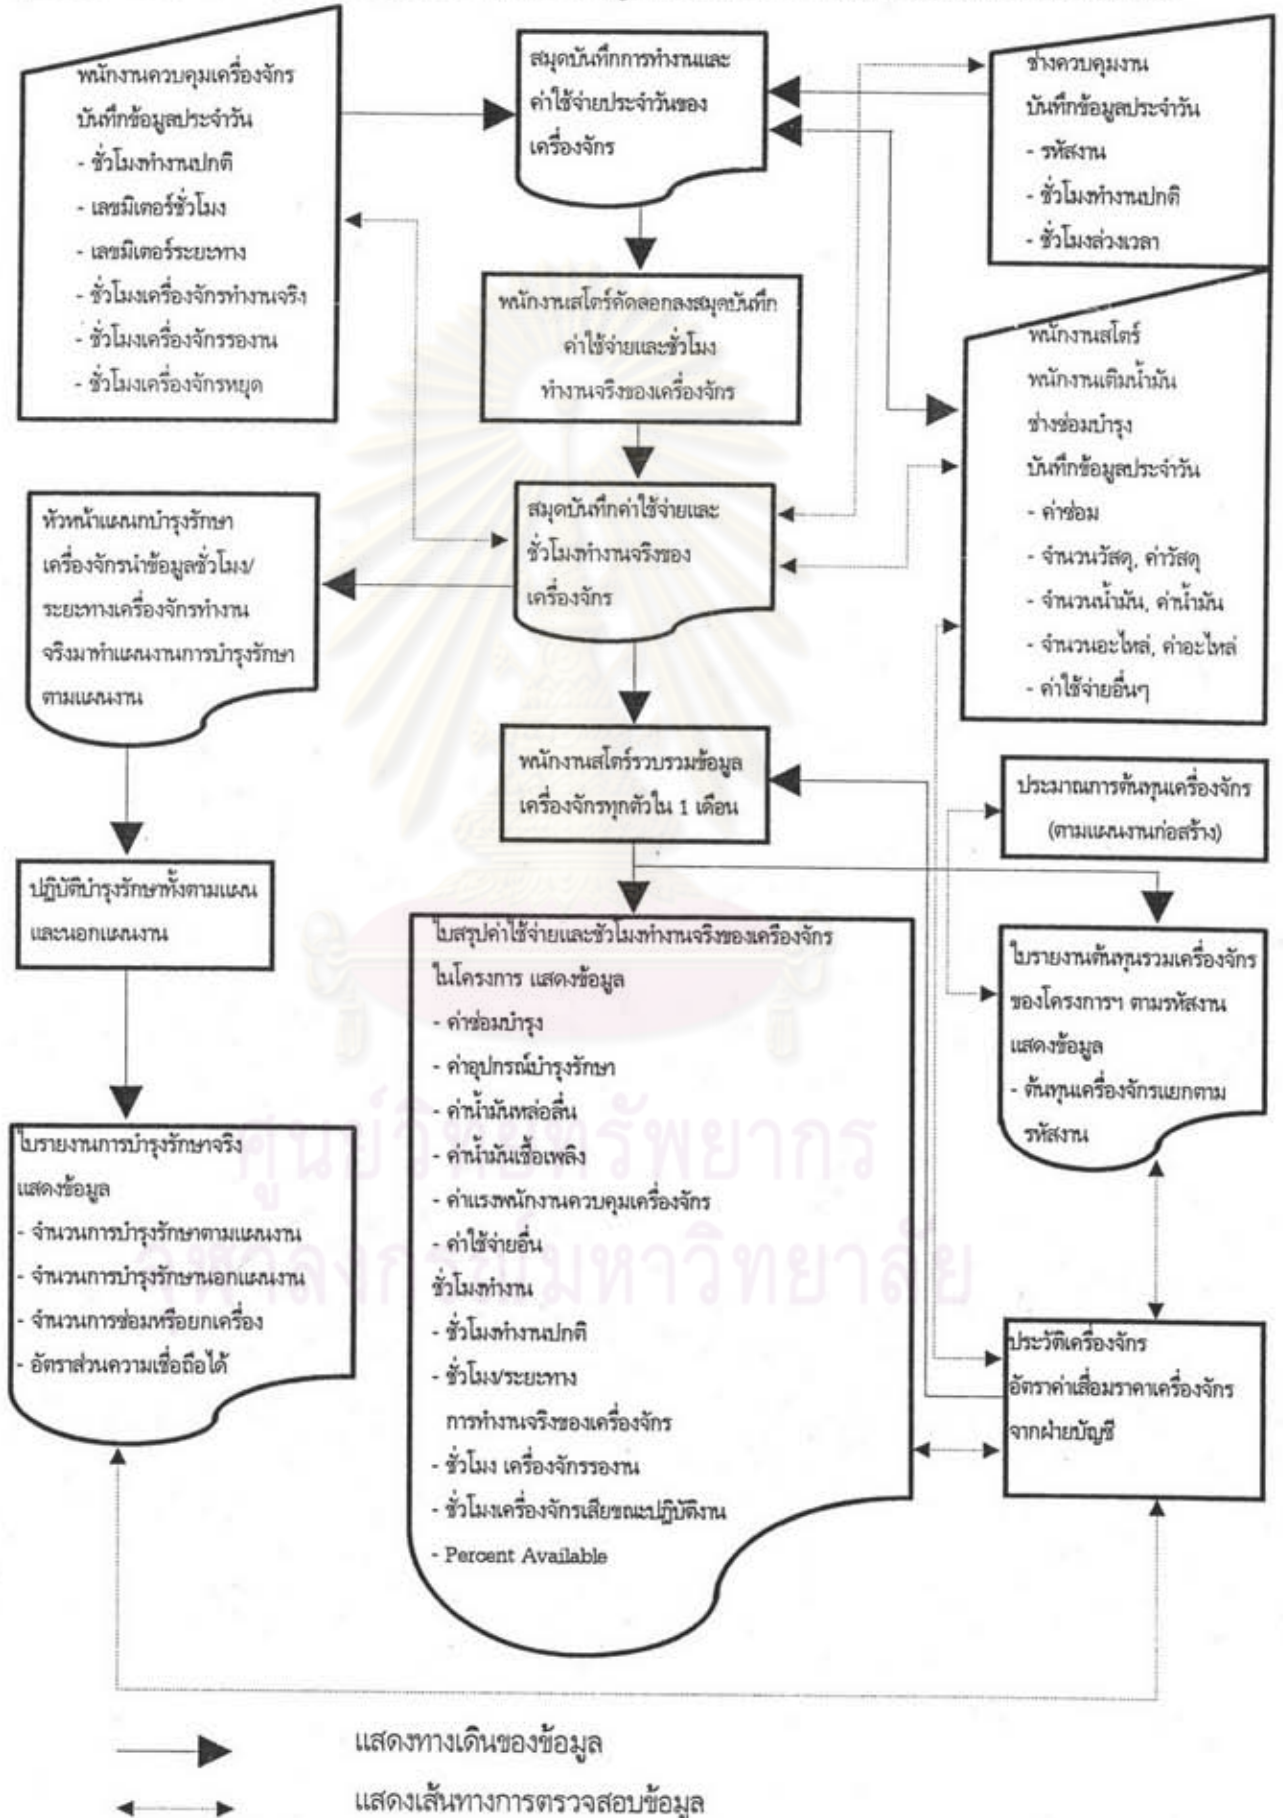 พนักงานควบคุมเครื่องจักร
บันทึกข้อมูลประจำวัน
- ชั่วโมงทำงานปกติ
- เลขมิเตอร์ชั่วโมง
- เลขมิเตอร์ระยะทาง
- ชั่วโมงเครื่องจักรทำงานจริง
- ชั่วโมงเครื่องจักรรองาน
- ชั่วโมงเครื่องจักรหยุด
สมุดบันทึกการทำงานและ
ค่าใช้จ่ายประจำวันของ
เครื่องจักร
ช่างควบคุมงาน
บันทึกข้อมูลประจำวัน
- รหัสงาน
- ชั่วโมงทำงานปกติ
- ชั่วโมงล่วงเวลา
พนักงานสโตร์คัดลอกลงสมุดบันทึก
ค่าใช้จ่ายและชั่วโมง
ทำงานจริงของเครื่องจักร
พนักงานสโตร์
พนักงานเติมน้ำมัน
ช่างซ่อมบำรุง
บันทึกข้อมูลประจำวัน
- ค่าซ่อม
- จำนวนวัสดุ, ค่าวัสดุ
- จำนวนน้ำมัน, ค่าน้ำมัน
- จำนวนอะไหล่, ค่าอะไหล่
- ค่าใช้จ่ายอื่นๆ
หัวหน้าแผนกบำรุงรักษา
เครื่องจักรนำข้อมูลชั่วโมง/
ระยะทางเครื่องจักรทำงาน
จริงมาทำแผนงานการบำรุงรักษา
ตามแผนงาน
สมุดบันทึกค่าใช้จ่ายและ
ชั่วโมงทำงานจริงของ
เครื่องจักร
พนักงานสโตร์รวบรวมข้อมูล
เครื่องจักรทุกตัวใน 1 เดือน
ประมาณการต้นทุนเครื่องจักร
(ตามแผนงานก่อสร้าง)
ปฏิบัติบำรุงรักษาทั้งตามแผน
และนอกแผนงาน
ใบสรุปค่าใช้จ่ายและชั่วโมงทำงานจริงของเครื่องจักร
ในโครงการ แสดงข้อมูล
- ค่าซ่อมบำรุง
- ค่าอุปกรณ์บำรุงรักษา
- ค่าน้ำมันหล่อลื่น
- ค่าน้ำมันเชื้อเพลิง
- ค่าแรงพนักงานควบคุมเครื่องจักร
- ค่าใช้จ่ายอื่น
ชั่วโมงทำงาน
- ชั่วโมงทำงานปกติ
- ชั่วโมง/ระยะทาง
การทำงานจริงของเครื่องจักร
- ชั่วโมง เครื่องจักรรองาน
- ชั่วโมงเครื่องจักรเสียขณะปฏิบัติงาน
- Percent Available
ใบรายงานต้นทุนรวมเครื่องจักร
ของโครงการฯ ตามรหัสงาน
แสดงข้อมูล
- ต้นทุนเครื่องจักรแยกตาม
รหัสงาน
ใบรายงานการบำรุงรักษาจริง
แสดงข้อมูล
- จำนวนการบำรุงรักษาตามแผนงาน
- จำนวนการบำรุงรักษานอกแผนงาน
- จำนวนการซ่อมหรือยกเครื่อง
- อัตราส่วนความเชื่อถือได้
ประวัติเครื่องจักร
อัตราค่าเสื่อมราคาเครื่องจักร
จากฝ่ายบัญชี
ศูนย์วิทยทรัพยากร
จุฬาลงกรณ์มหาวิทยาลัย
แสดงทางเดินของข้อมูล
แสดงเส้นทางการตรวจสอบข้อมูล